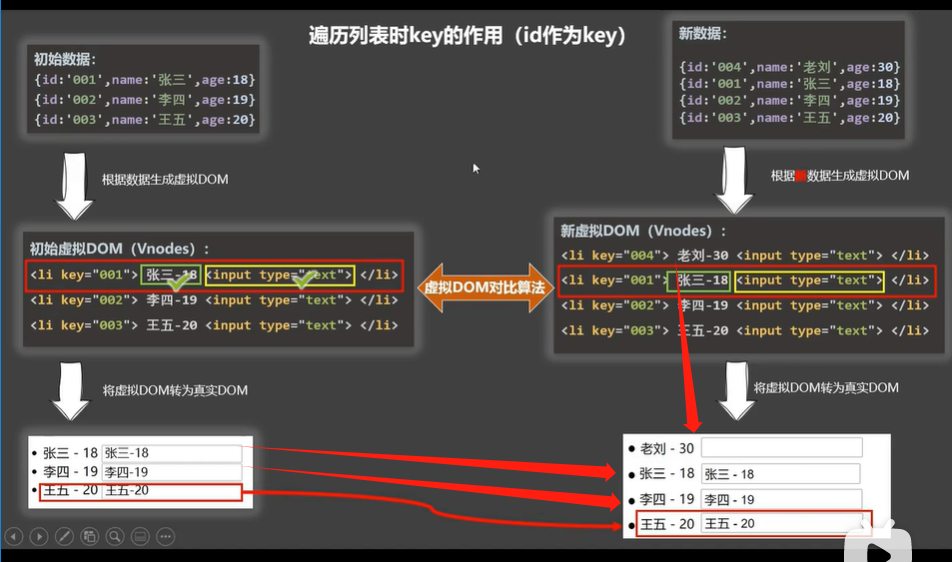 遍历列表时key的作用（id作为key）
初始数据：
{id:'001',name:'张三',age:18}
{id:'002',name:'李四',age:19}
{id:'003',name:'王五',age:20}
新数据：
{id:'004',name:'老刘',age:30}
{id:'001',name:'张三',age:18}
{id:'002',name:'李四',age:19}
{id:'003',name:'王五',age:20}
根据数据生成虚拟DOM
根据 数据生成虚拟DOM
初始虚拟DOM（Vnodes）：
<li key="001"> 张三-18 <input type="text"> </li>
<li key="002"> 李四-19 <input type="text"> </li>
<li key="003"> 王五-20 <input type="text"> </li>
虚拟DOM对比算法
新虚拟DOM（Vnodes）：
<li key="004"> 老刘-30 <input type="text"> </li>
<li key="001"> 张三-18 <input type="text"> </li>
<li key="002"> 李四-19 <input type="text"> </li>
<li key="003"> 王五-20 <input type="text"> </li>
将虚拟DOM转为真实DOM
将虚拟DOM转为真实DOM
• 张三 - 18 张三-18
• 李四 - 19 李四-19
• 王五 - 20 王五-20
• 老刘 - 30
• 张三 - 18 张三 - 18
• 李四 - 19 李四 - 19
• 王五 - 20 王五 - 20